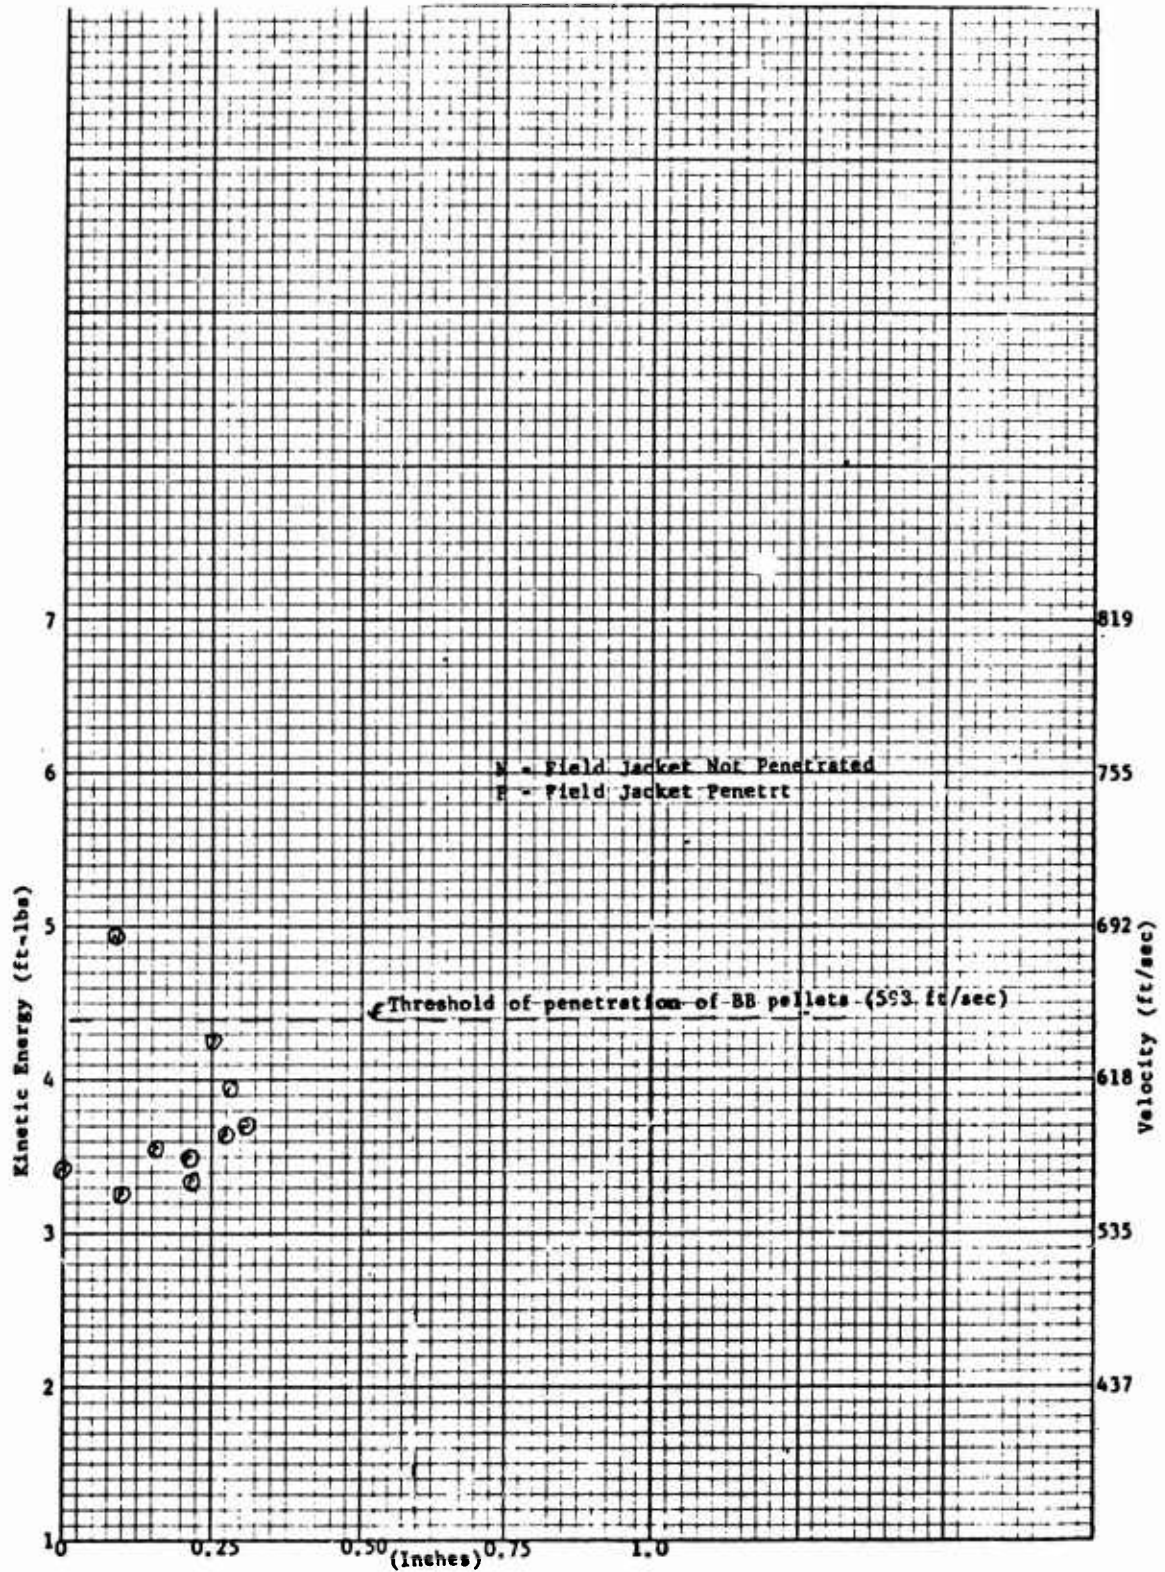 7
819
N - Field Jacket Not Penetrated
6
755
P - Field Jacket Penetrt
Kinetic Energy (ft-lbs)
5
692
Velocity (ft/sec)
Threshold of penetration of BB pellets (593 ft/sec)
4
618
3
535
2
437
1
0 0.25 0.50 0.75 1.0
(Inches)